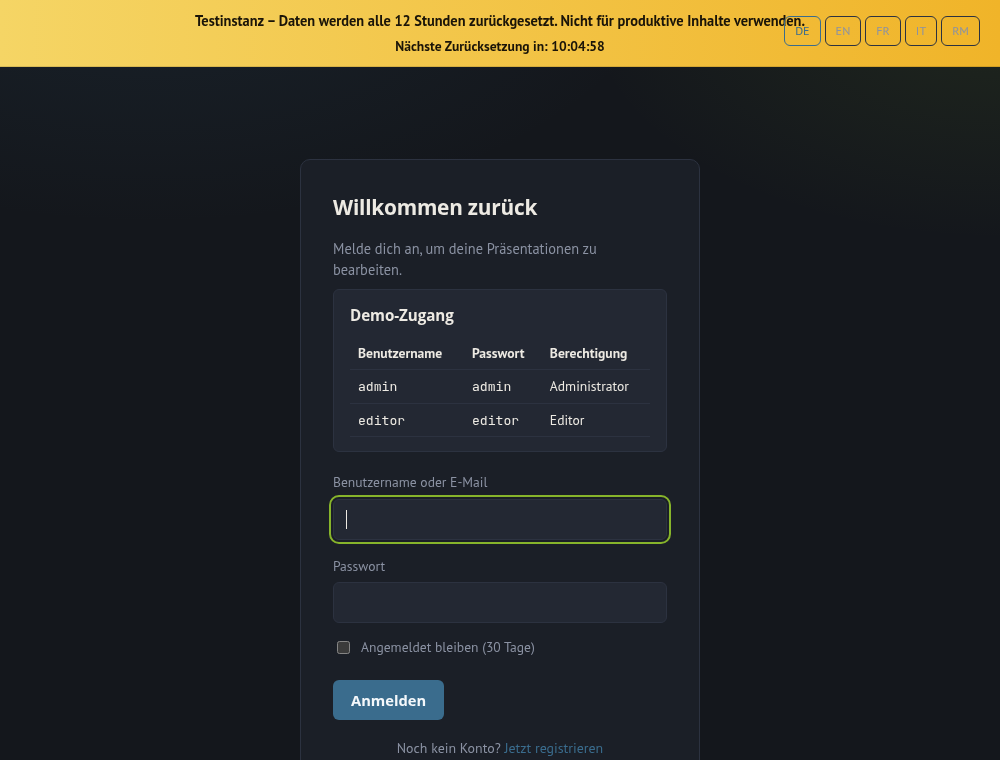 Testinstanz – Daten werden alle 12 Stunden zurückgesetzt. Nicht für produktive Inhalte verwenden.
Nächste Zurücksetzung in: 10:04:58
DE EN FR IT RM
Willkommen zurück
Melde dich an, um deine Präsentationen zu
bearbeiten.
Demo-Zugang
Benutzername Passwort Berechtigung
admin admin Administrator
editor editor Editor
Benutzername oder E-Mail
Passwort
Angemeldet bleiben (30 Tage)
Anmelden
Noch kein Konto? Jetzt registrieren